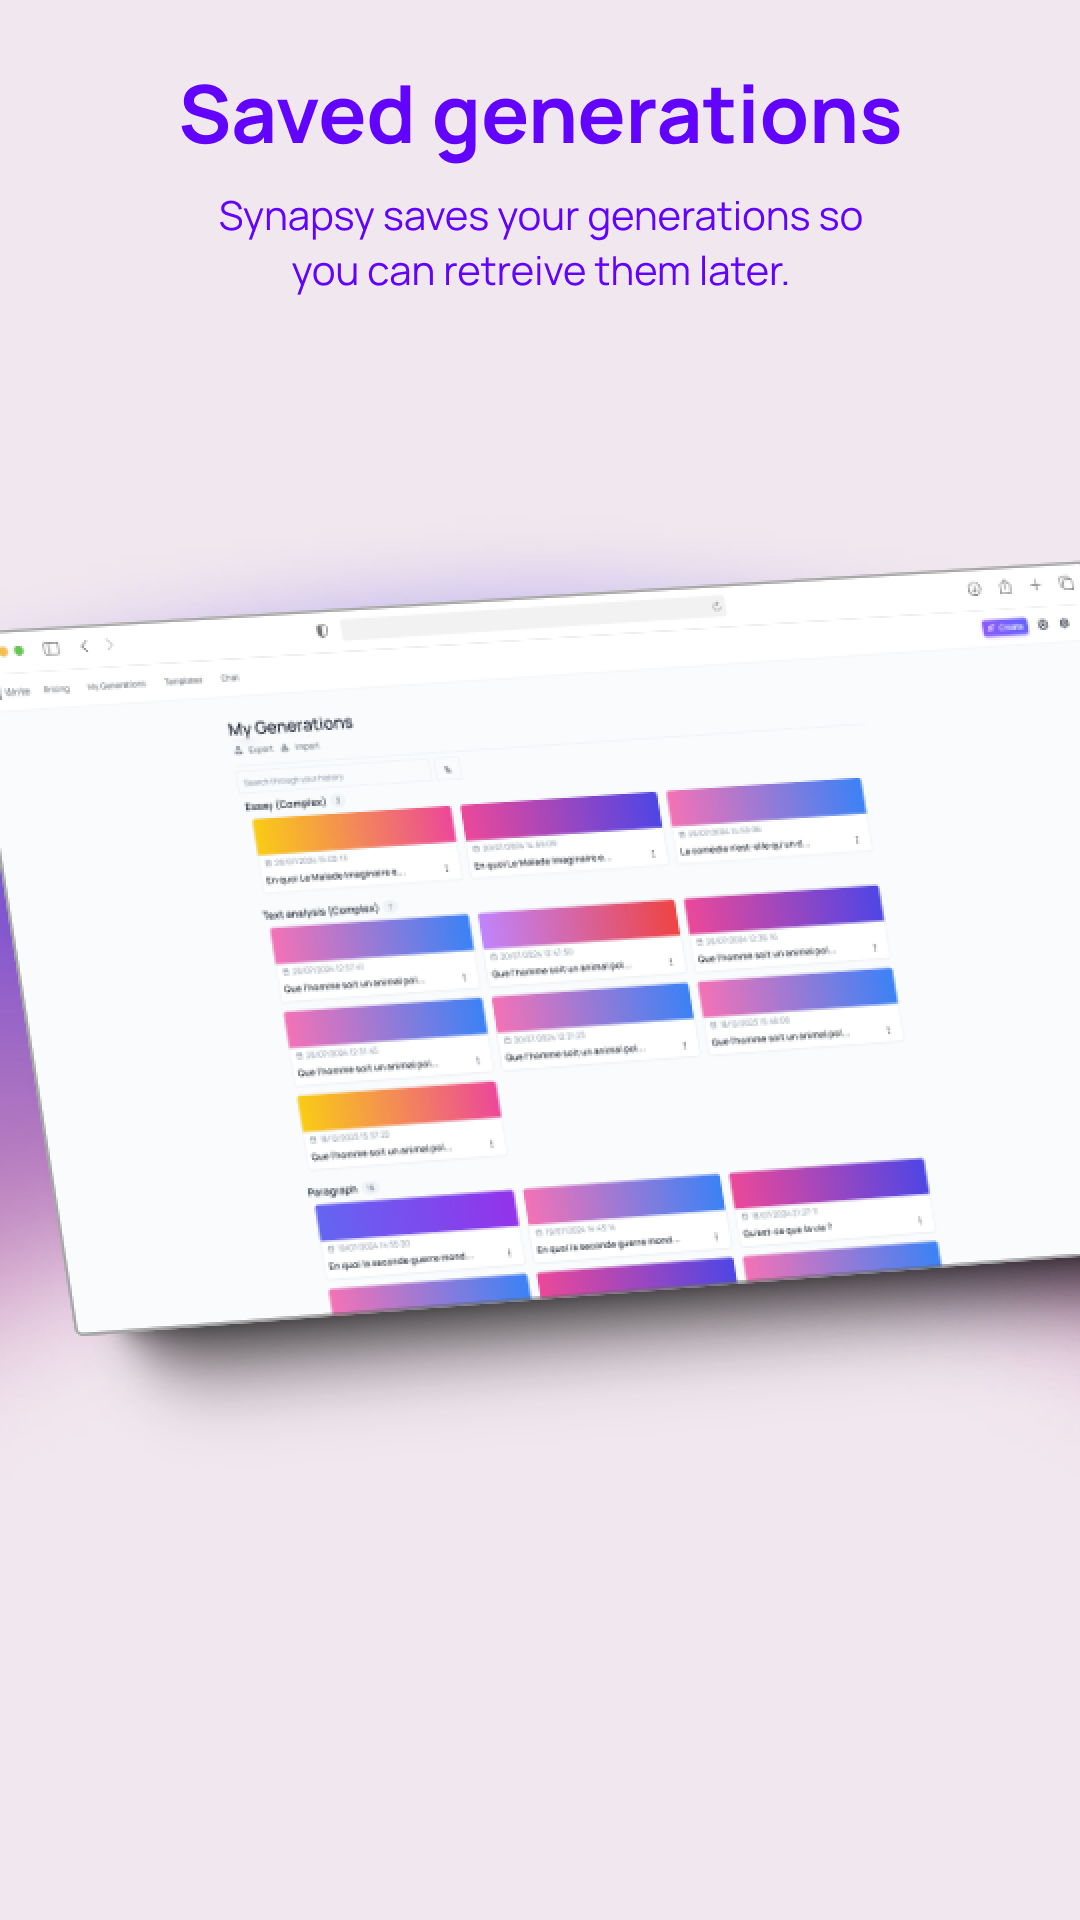 Saved generations
Synapsy saves your generations so
you can retreive them later.
Create
Write Pricing My Generations Templates Chat
My Generations
Export Import
Search through your history
Essay (Complex) 3
En quoi Le Malade Imaginaire e...
En quoi Le Malade Imaginaire e...
La comédie n'est-elle qu'un d...
Text analysis (Complex) 7
Que l'homme soit un animal pol...
Que l'homme soit un animal pol...
Que l'homme soit un animal pol...
Que l'homme soit un animal pol...
Que l'homme soit un animal pol...
Que l'homme soit un animal pol...
Que l'homme soit un animal pol...
Paragraph
En quoi la seconde guerre mond...
En quoi la seconde guerre mond...
Qu'est-ce que la vie ?